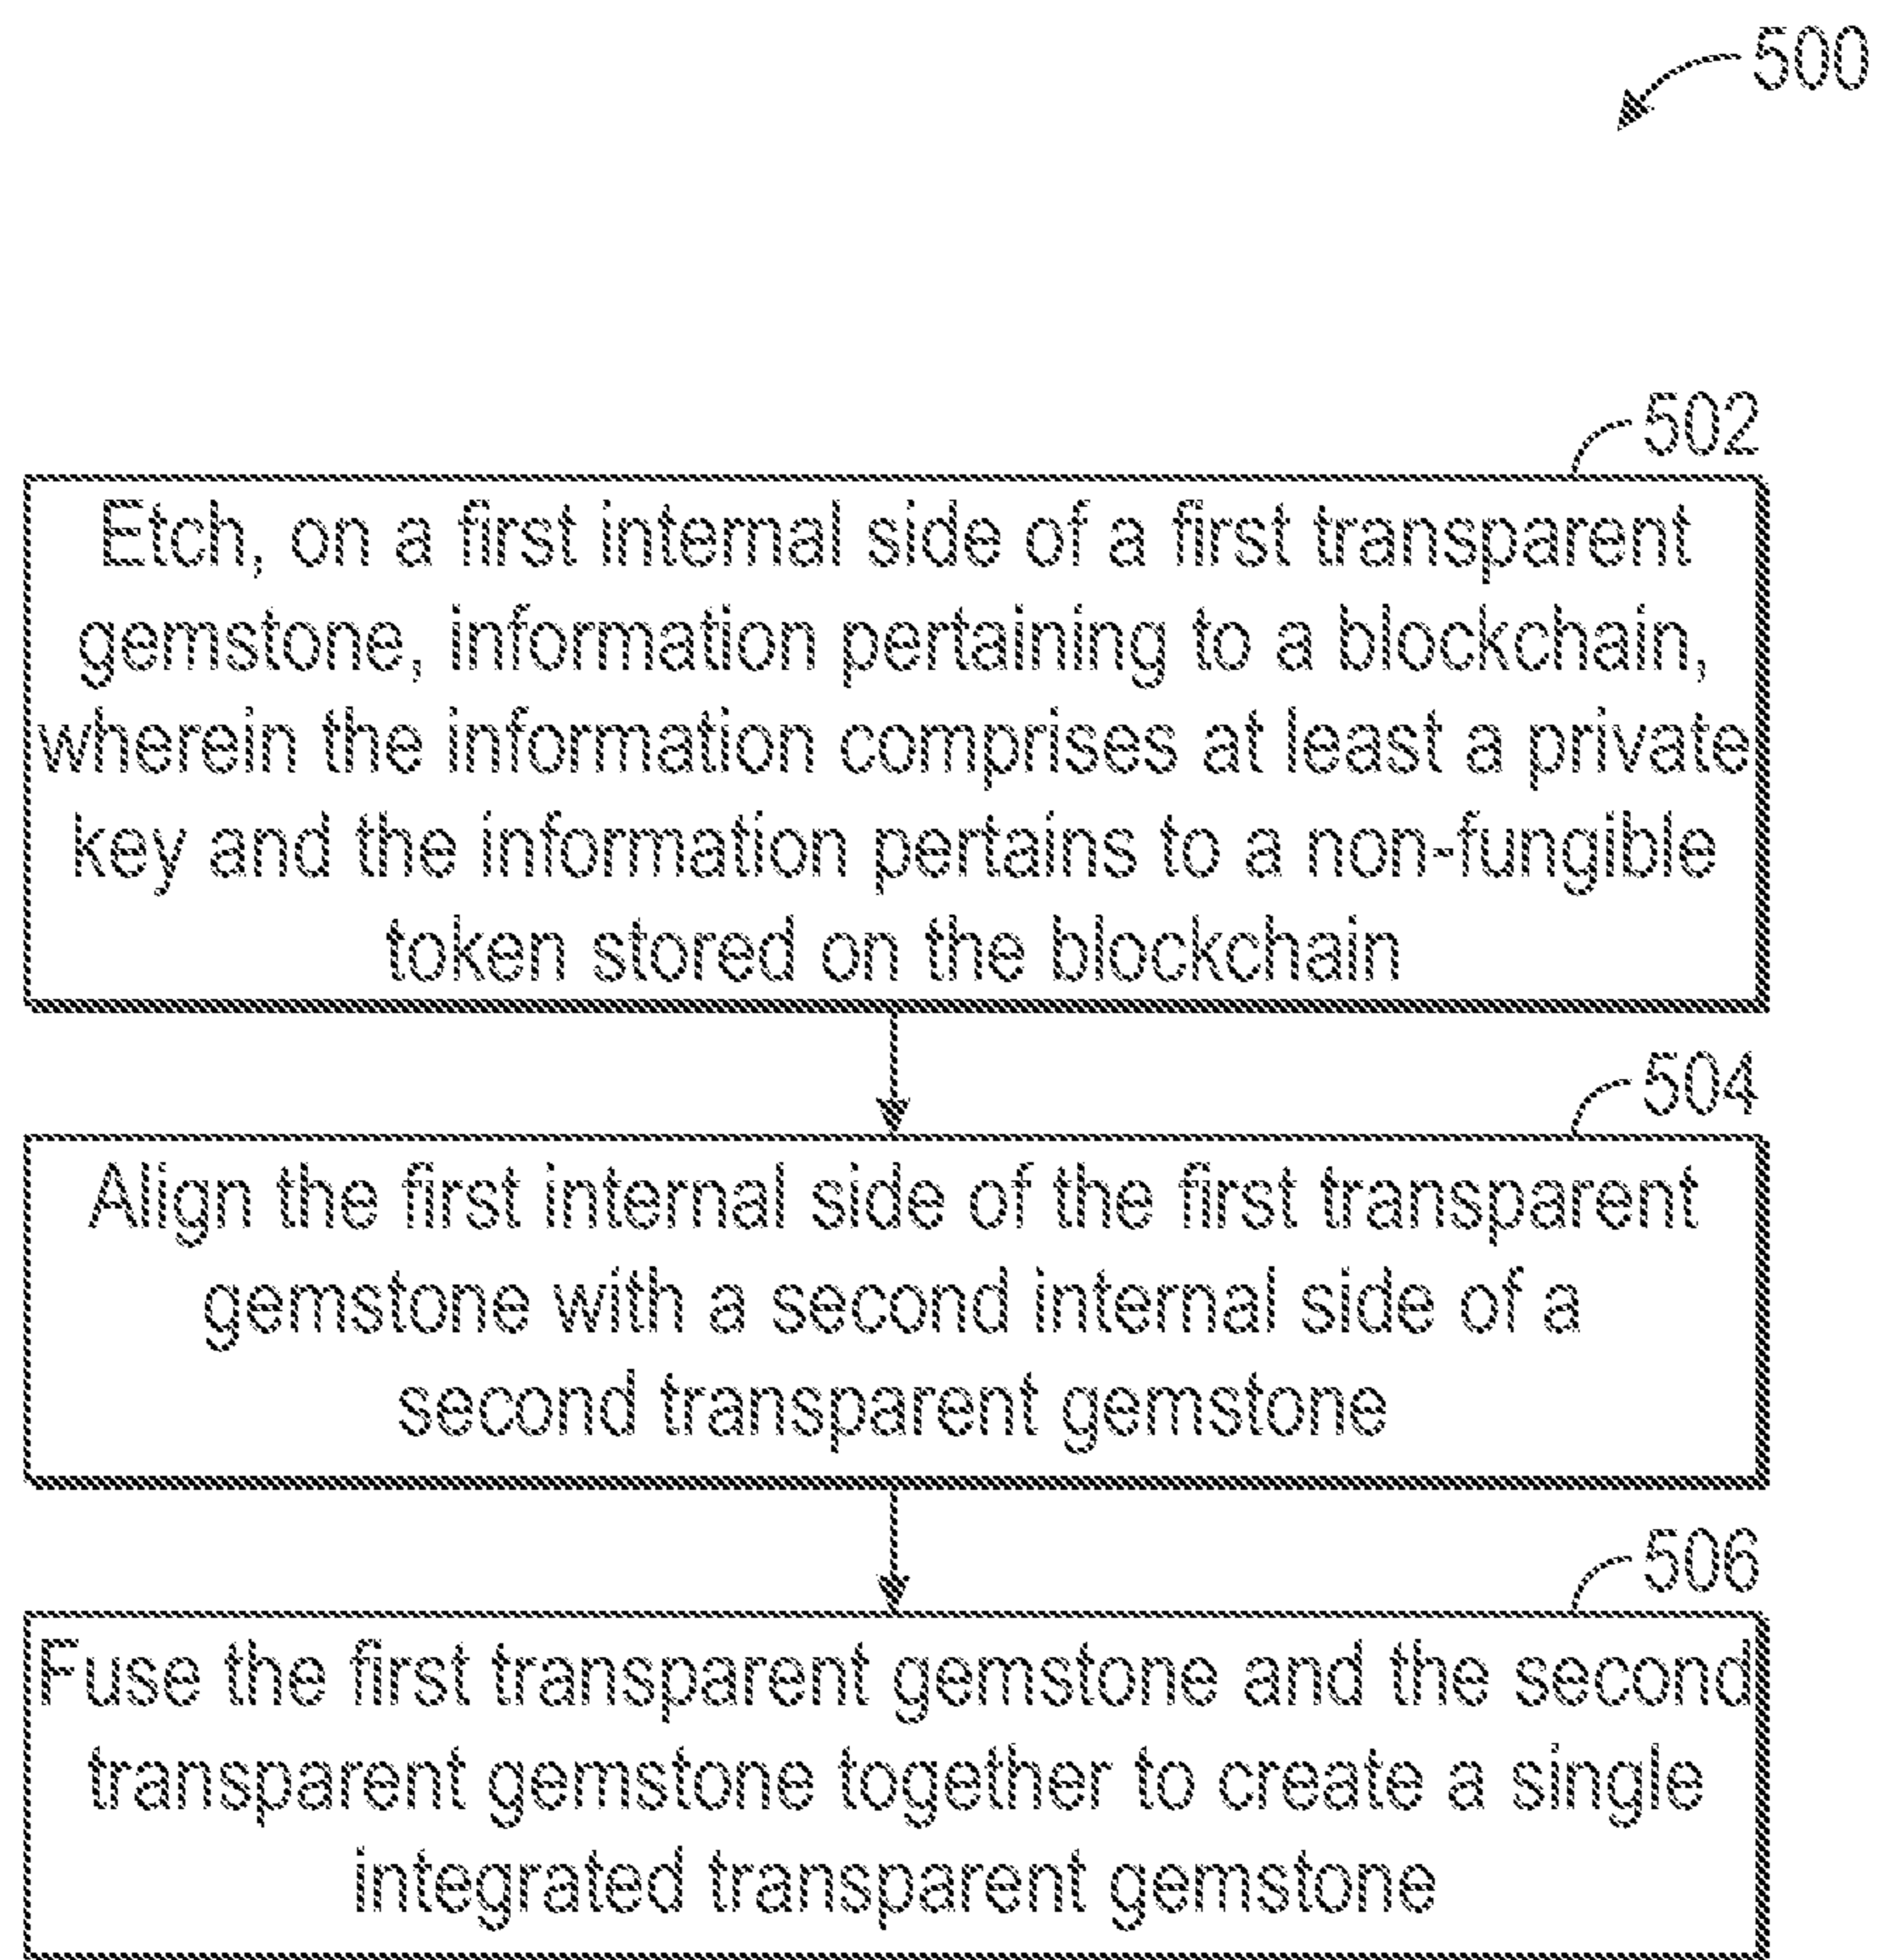 500
502
Etch, on a first internal side of a first transparent
gemstone, information pertaining to a blockchain,
wherein the information comprises at least a private
key and the information pertains to a non-fungible
token stored on the blockchain
504
Align the first internal side of the first transparent
gemstone with a second internal side of a
second transparent gemstone
506
Fuse the first transparent gemstone and the second
transparent gemstone together to create a single
integrated transparent gemstone